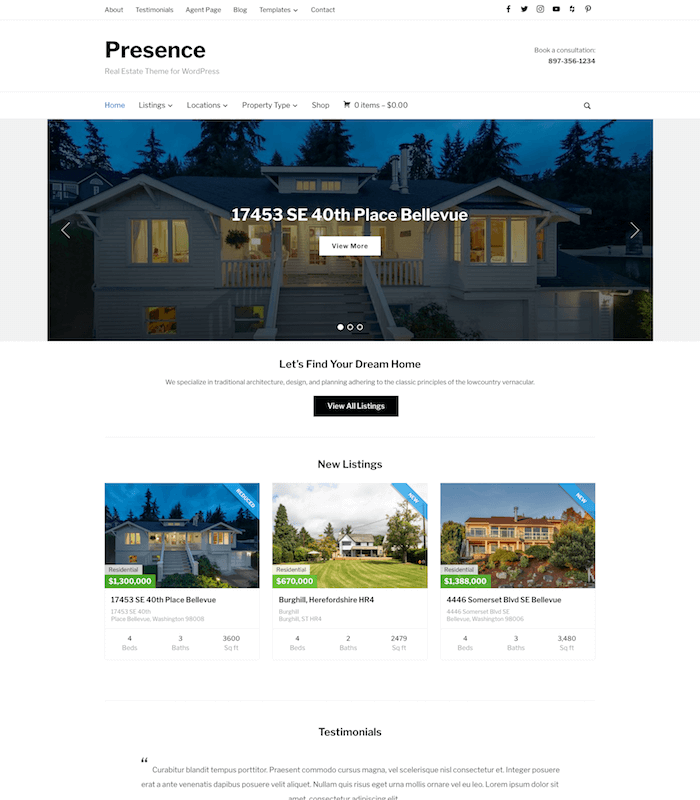 About Testimonials Agent Page Blog Templates Contact
Presence
Real Estate Theme for WordPress
Book a consultation:
897-356-1234
Home Listings Locations Property Type Shop 0 items – $0.00
17453 SE 40th Place Bellevue
View More
Let's Find Your Dream Home
We specialize in traditional architecture, design, and planning adhering to the classic principles of the lowcountry vernacular.
View All Listings
New Listings
REDUCED
Residential
$1,300,000
17453 SE 40th Place Bellevue
17453 SE 40th
Place Bellevue, Washington 98008
4 3 3600
Beds Baths Sq ft
NEW
Residential
$670,000
Burghill, Herefordshire HR4
Burghill
Burghill, ST HR4
4 2 2479
Beds Baths Sq ft
NEW
Residential
$1,388,000
4446 Somerset Blvd SE Bellevue
4446 Somerset Blvd SE
Bellevue, Washington 98006
4 3 3,480
Beds Baths Sq ft
Testimonials
“ Curabitur blandit tempus porttitor. Praesent commodo cursus magna, vel scelerisque nisl consectetur et. Integer posuere
erat a ante venenatis dapibus posuere velit aliquet. Nullam quis risus eget urna mollis ornare vel eu leo. Lorem ipsum dolor sit
amet, consectetur adipiscing elit.